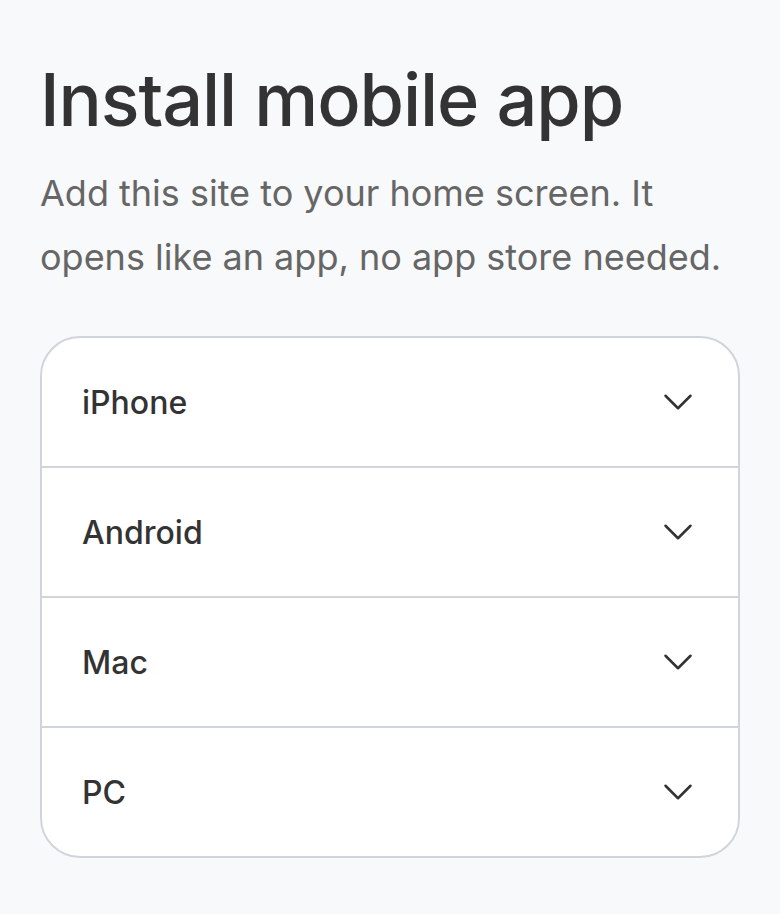 Install mobile app
Add this site to your home screen. It
opens like an app, no app store needed.
iPhone
Android
Mac
PC